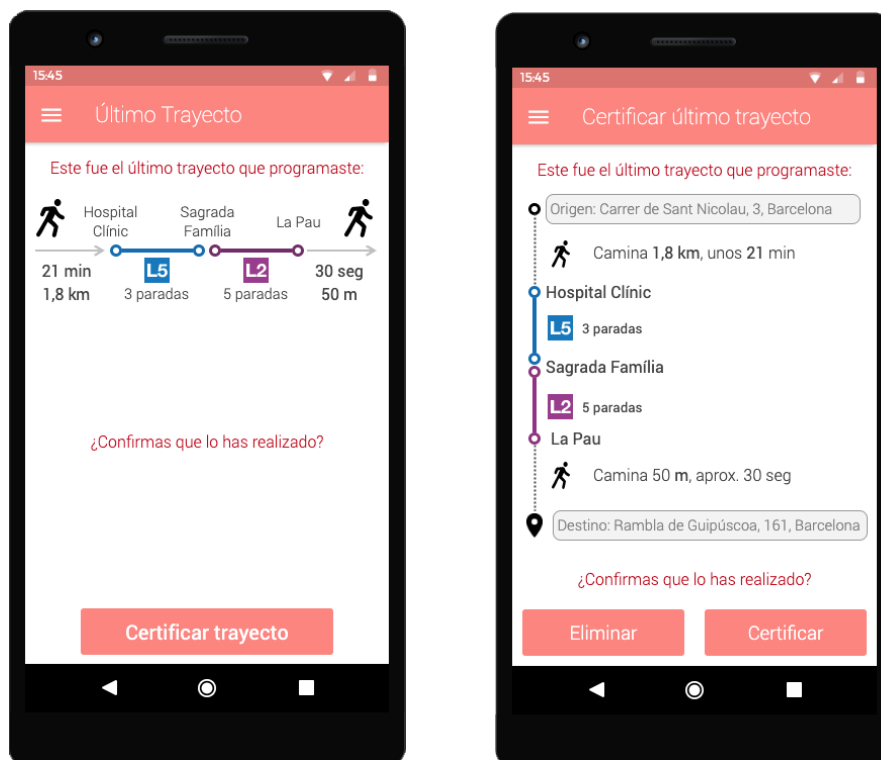 15:45
Último Trayecto
Este fue el último trayecto que programaste:
Hospital
Clínic
Sagrada
Família
La Pau
21 min
1,8 km
L5
3 paradas
L2
5 paradas
30 seg
50 m
¿Confirmas que lo has realizado?
Certificar trayecto
15:45
Certificar último trayecto
Este fue el último trayecto que programaste:
Origen: Carrer de Sant Nicolau, 3, Barcelona
Camina 1,8 km, unos 21 min
Hospital Clínic
L5 3 paradas
Sagrada Família
L2 5 paradas
La Pau
Camina 50 m, aprox. 30 seg
Destino: Rambla de Guipúscoa, 161, Barcelona
¿Confirmas que lo has realizado?
Eliminar
Certificar